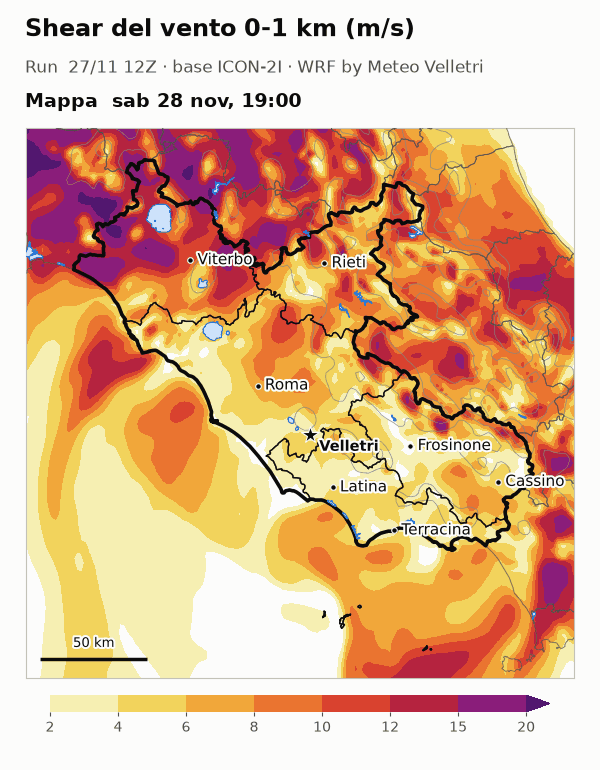 Shear del vento 0-1 km (m/s)
Run  27/11 12Z · base ICON-2I · WRF by Meteo Velletri
Mappa  sab 28 nov, 19:00
Viterbo
Rieti
Roma
Velletri
Frosinone
Latina
Cassino
Terracina
50 km
2 4 6 8 10 12 15 20